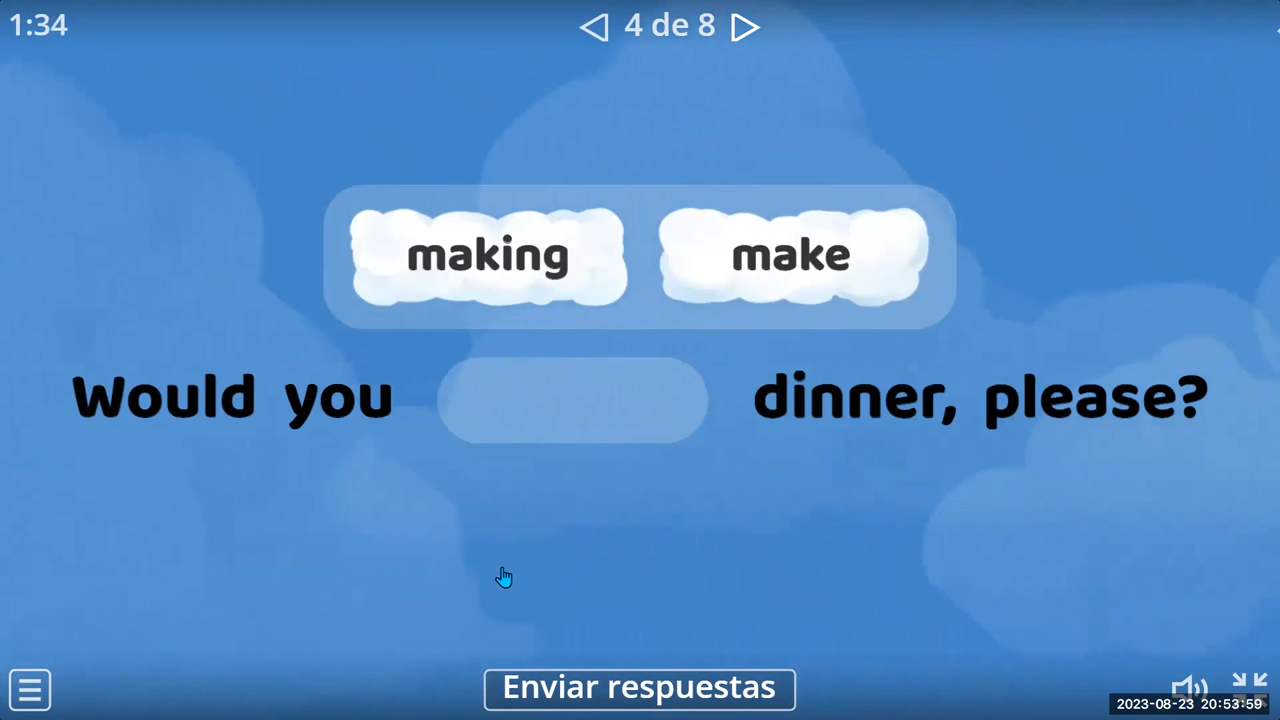 1:34
4 de 8
making make
Would you dinner, please?
Enviar respuestas
2023-08-23 20:53:59